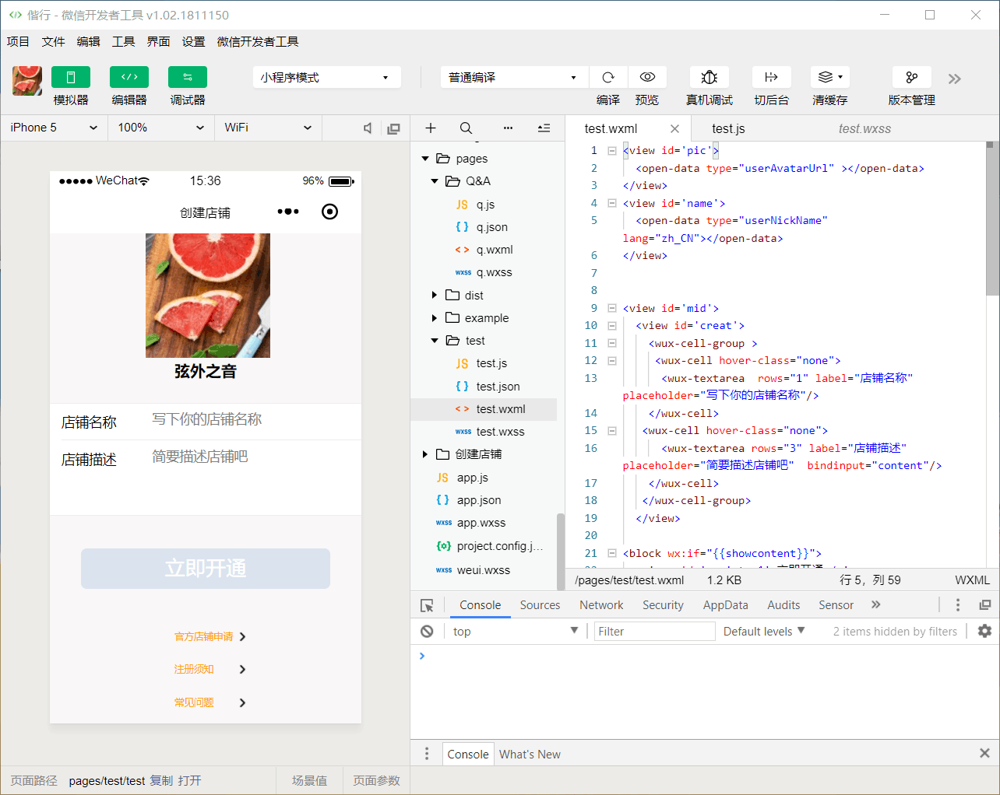 偕行 - 微信开发者工具 v1.02.1811150
项目 文件 编辑 工具 界面 设置 微信开发者工具
小程序模式 普通编译
模拟器 编辑器 调试器 编译 预览 真机调试 切后台 清缓存 版本管理
iPhone 5 100% WiFi
WeChat 15:36 96%
创建店铺
弦外之音
店铺名称 写下你的店铺名称
店铺描述 简要描述店铺吧
立即开通
官方店铺申请
注册须知
常见问题
页面路径 pages/test/test 复制 打开 场景值 页面参数
pages
Q&A
JS q.js
{ } q.json
<> q.wxml
wxss q.wxss
dist
example
test
JS test.js
{ } test.json
<> test.wxml
wxss test.wxss
创建店铺
JS app.js
{ } app.json
wxss app.wxss
project.config.j...
wxss weui.wxss
test.wxml test.js test.wxss
1 <view id='pic'>
2 <open-data type="userAvatarUrl" ></open-data>
3 </view>
4 <view id='name'>
5 <open-data type="userNickName"
lang="zh_CN"></open-data>
6 </view>
7
8
9 <view id='mid'>
10 <view id='creat'>
11 <wux-cell-group >
12 <wux-cell hover-class="none">
13 <wux-textarea  rows="1" label="店铺名称"
placeholder="写下你的店铺名称"/>
14 </wux-cell>
15 <wux-cell hover-class="none">
16 <wux-textarea rows="3" label="店铺描述"
placeholder="简要描述店铺吧"  bindinput="content"/>
17 </wux-cell>
18 </wux-cell-group>
19 </view>
20
21 <block wx:if="{{showcontent}}">
/pages/test/test.wxml 1.2 KB 行 5，列 59 WXML
Console Sources Network Security AppData Audits Sensor
top Filter Default levels 2 items hidden by filters
Console What's New